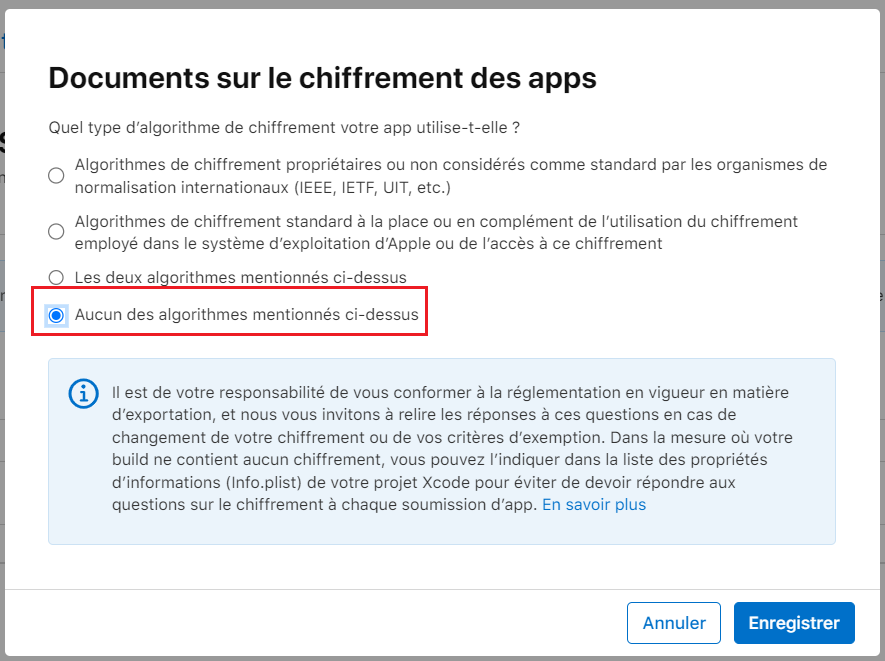 Documents sur le chiffrement des apps
Quel type d’algorithme de chiffrement votre app utilise-t-elle ?
Algorithmes de chiffrement propriétaires ou non considérés comme standard par les organismes de
normalisation internationaux (IEEE, IETF, UIT, etc.)
Algorithmes de chiffrement standard à la place ou en complément de l’utilisation du chiffrement
employé dans le système d’exploitation d’Apple ou de l’accès à ce chiffrement
Les deux algorithmes mentionnés ci-dessus
Aucun des algorithmes mentionnés ci-dessus
Il est de votre responsabilité de vous conformer à la réglementation en vigueur en matière
d’exportation, et nous vous invitons à relire les réponses à ces questions en cas de
changement de votre chiffrement ou de vos critères d’exemption. Dans la mesure où votre
build ne contient aucun chiffrement, vous pouvez l’indiquer dans la liste des propriétés
d’informations (Info.plist) de votre projet Xcode pour éviter de devoir répondre aux
questions sur le chiffrement à chaque soumission d’app. En savoir plus
Annuler
Enregistrer